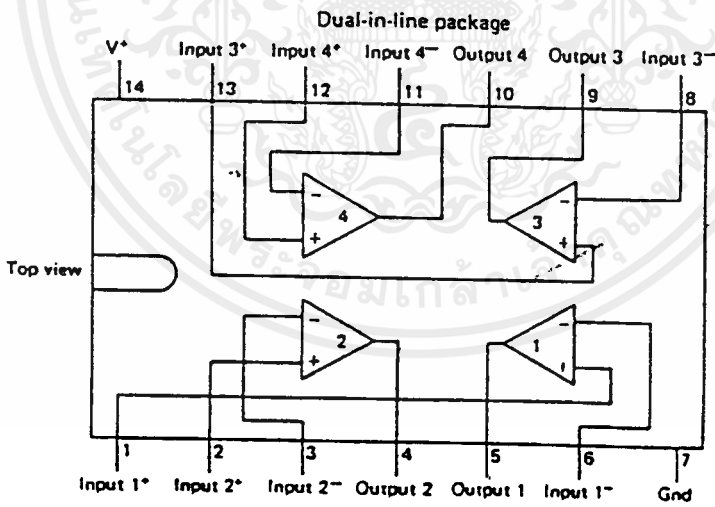 Dual-in-line package
V+ Input 3+ Input 4+ Input 4− Output 4 Output 3 Input 3−
14 13 12 11 10 9 8
− −
4 3
+ +
Top view
− −
2 1
+ +
1 2 3 4 5 6 7
Input 1+ Input 2+ Input 2− Output 2 Output 1 Input 1− Gnd